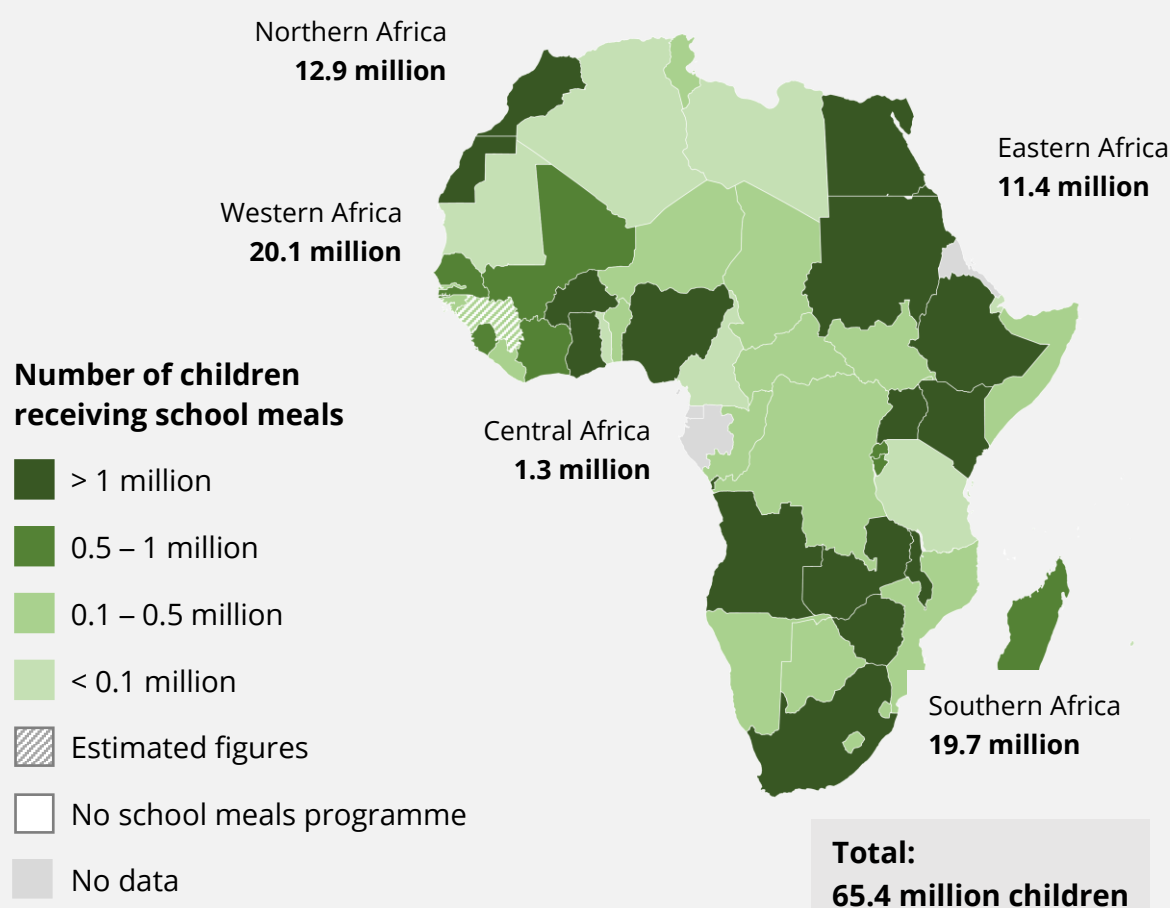 Northern Africa
12.9 million
Eastern Africa
11.4 million
Western Africa
20.1 million
Number of children
receiving school meals
> 1 million
0.5 – 1 million
0.1 – 0.5 million
< 0.1 million
Estimated figures
No school meals programme
No data
Central Africa
1.3 million
Southern Africa
19.7 million
Total:
65.4 million children